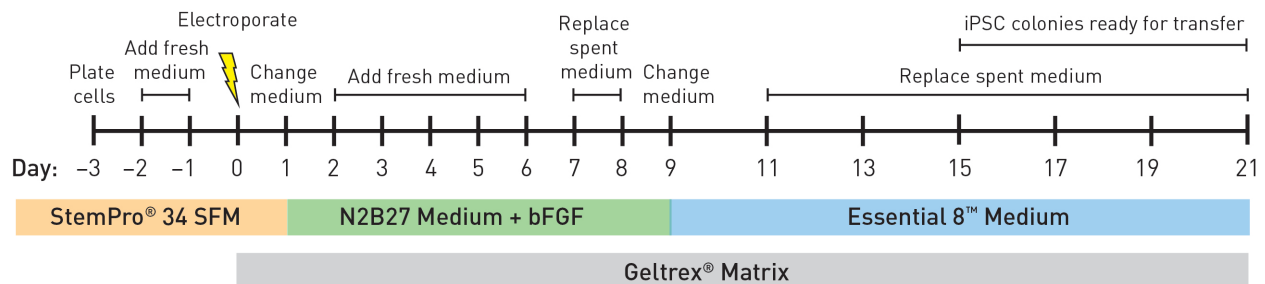 Electroporate
Plate
cells
Add fresh
medium
Change
medium
Add fresh medium
Replace
spent
medium
Change
medium
iPSC colonies ready for transfer
Replace spent medium
Day: –3 –2 –1 0 1 2 3 4 5 6 7 8 9 11 13 15 17 19 21
StemPro® 34 SFM N2B27 Medium + bFGF Essential 8™ Medium
Geltrex® Matrix